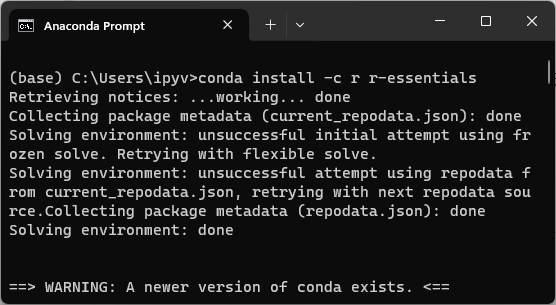 Anaconda Prompt
(base) C:\Users\ipyv>conda install -c r r-essentials
Retrieving notices: ...working... done
Collecting package metadata (current_repodata.json): done
Solving environment: unsuccessful initial attempt using fr
ozen solve. Retrying with flexible solve.
Solving environment: unsuccessful attempt using repodata f
rom current_repodata.json, retrying with next repodata sou
rce.Collecting package metadata (repodata.json): done
Solving environment: done
==> WARNING: A newer version of conda exists. <==